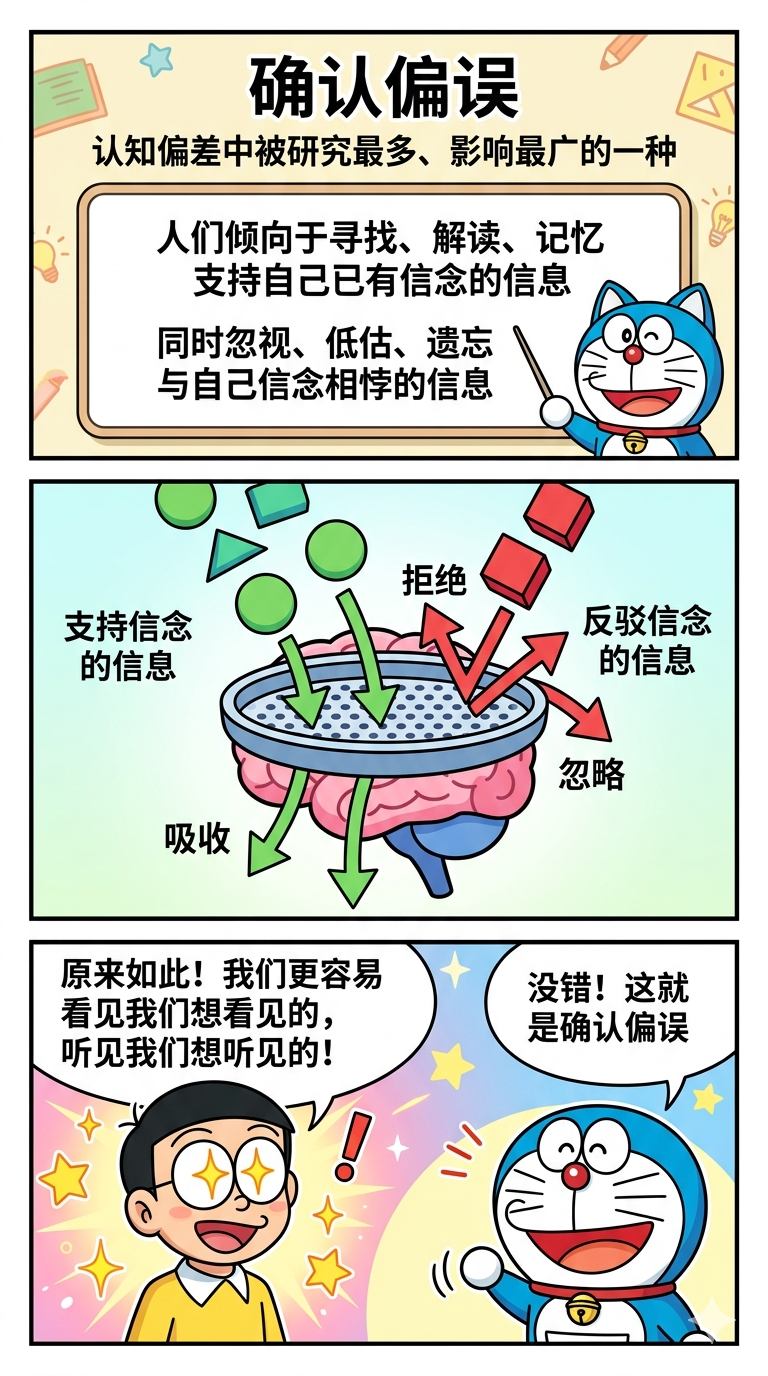 确认偏误
认知偏差中被研究最多、影响最广的一种
人们倾向于寻找、解读、记忆
支持自己已有信念的信息
同时忽视、低估、遗忘
与自己信念相悖的信息
支持信念
的信息
拒绝
反驳信念
的信息
忽略
吸收
原来如此！我们更容易
看见我们想看见的，
听见我们想听见的！
没错！这就
是确认偏误